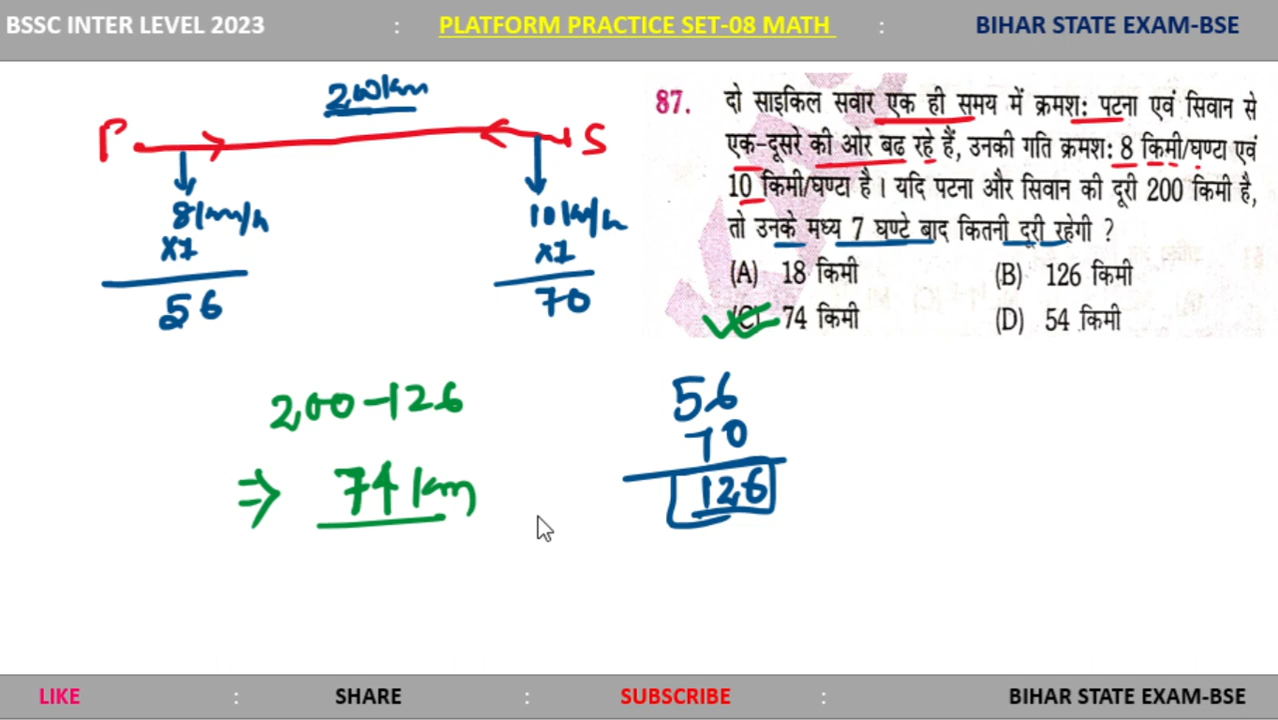 BSSC INTER LEVEL 2023 : PLATFORM PRACTICE SET-08 MATH : BIHAR STATE EXAM-BSE
200km
P S
8km/h 10km/h
x7 x7
56 70
87. दो साइकिल सवार एक ही समय में क्रमश: पटना एवं सिवान से
एक-दूसरे की ओर बढ रहे हैं, उनकी गति क्रमश: 8 किमी/घण्टा एवं
10 किमी/घण्टा है। यदि पटना और सिवान की दूरी 200 किमी है,
तो उनके मध्य 7 घण्टे बाद कितनी दूरी रहेगी ?
(A) 18 किमी (B) 126 किमी
(C) 74 किमी (D) 54 किमी
200-126
⇒ 74 km
56
70
126
LIKE : SHARE : SUBSCRIBE : BIHAR STATE EXAM-BSE